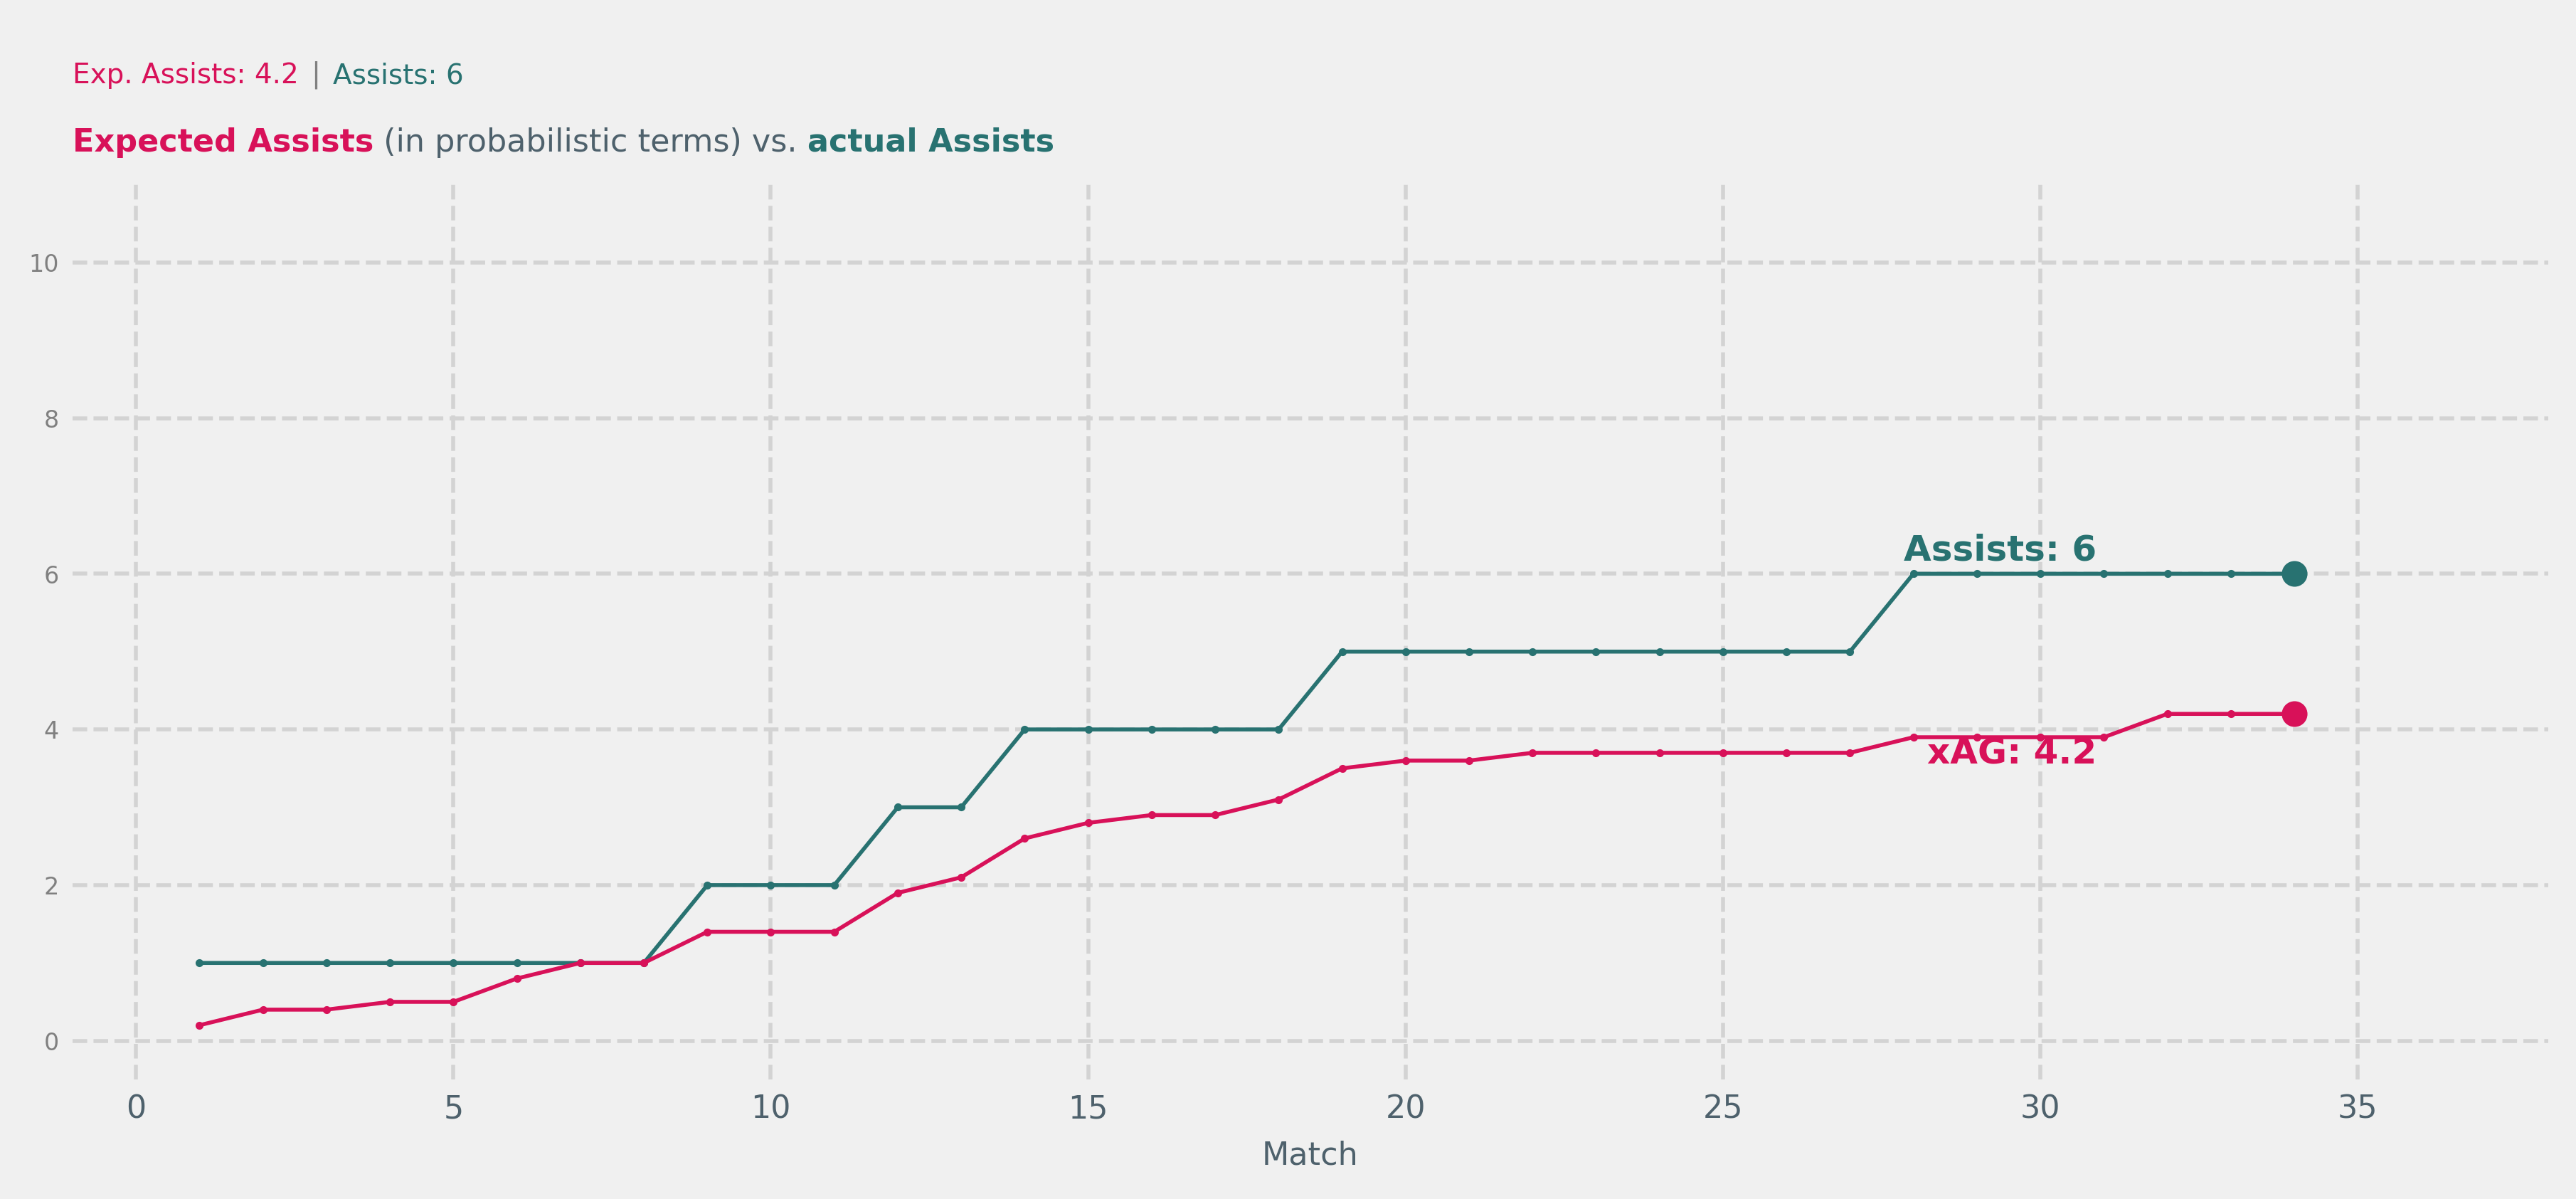 Exp. Assists: 4.2 | Assists: 6
Expected Assists (in probabilistic terms) vs. actual Assists
10
8
6
4
2
0
Assists: 6
xAG: 4.2
0 5 10 15 20 25 30 35
Match